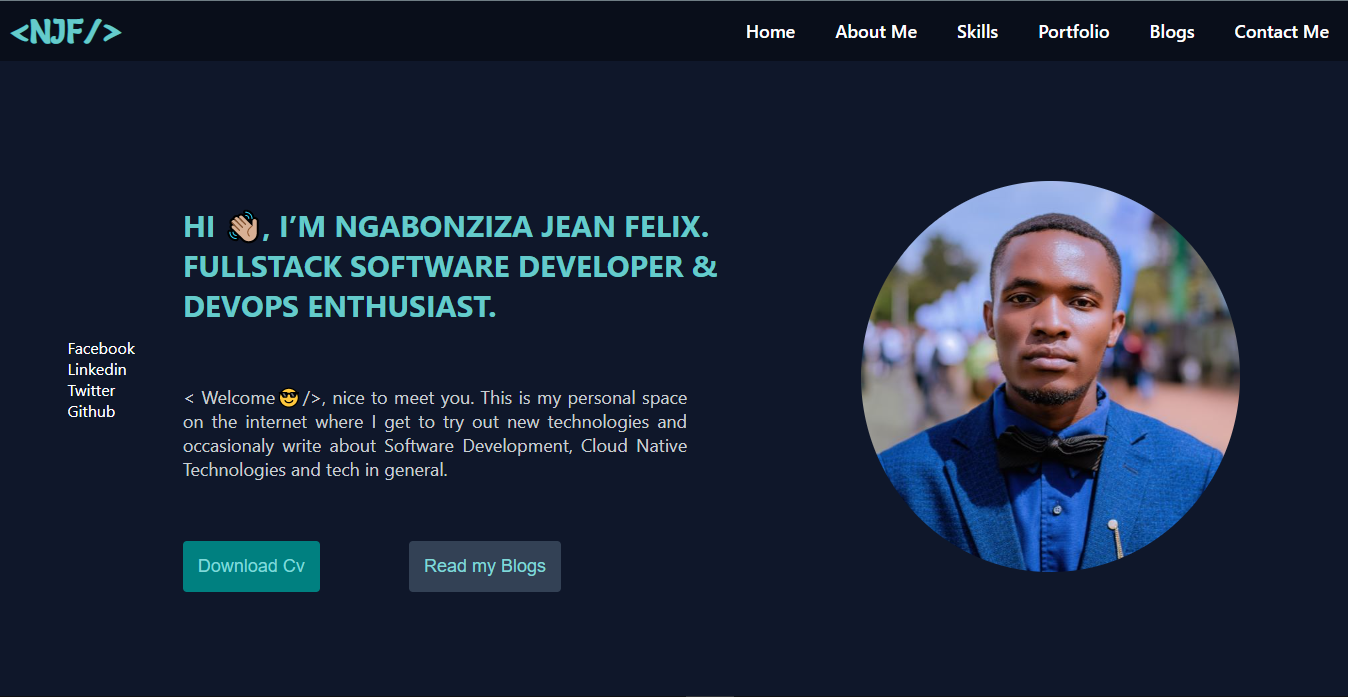 <NJF/>
Home About Me Skills Portfolio Blogs Contact Me
HI 👋🏼, I’M NGABONZIZA JEAN FELIX.
FULLSTACK SOFTWARE DEVELOPER &
DEVOPS ENTHUSIAST.
Facebook
Linkedin
Twitter
Github
< Welcome 😎 />, nice to meet you. This is my personal space
on the internet where I get to try out new technologies and
occasionaly write about Software Development, Cloud Native
Technologies and tech in general.
Download Cv
Read my Blogs